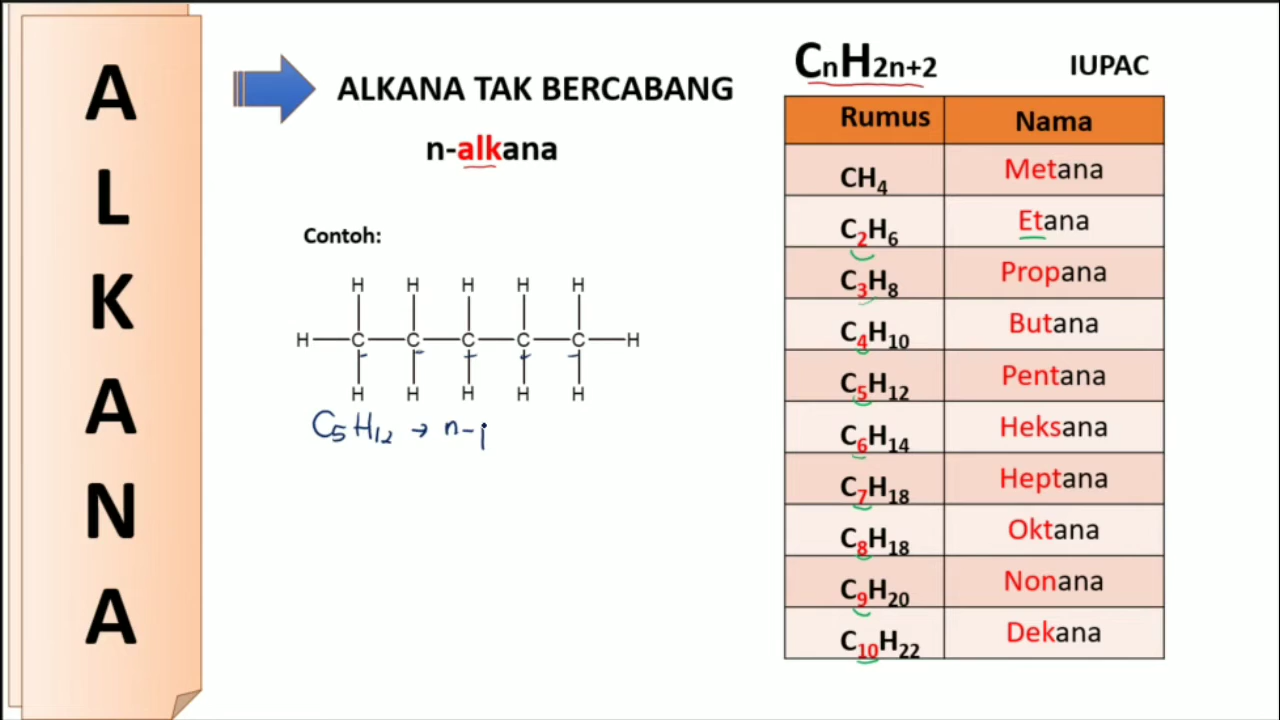 ALKANA
ALKANA TAK BERCABANG
n-alkana
Contoh:
H H H H H
H C C C C C H
H H H H H
C5H12 → n-p
CnH2n+2 IUPAC
Rumus Nama
CH4 Metana
C2H6 Etana
C3H8 Propana
C4H10 Butana
C5H12 Pentana
C6H14 Heksana
C7H18 Heptana
C8H18 Oktana
C9H20 Nonana
C10H22 Dekana